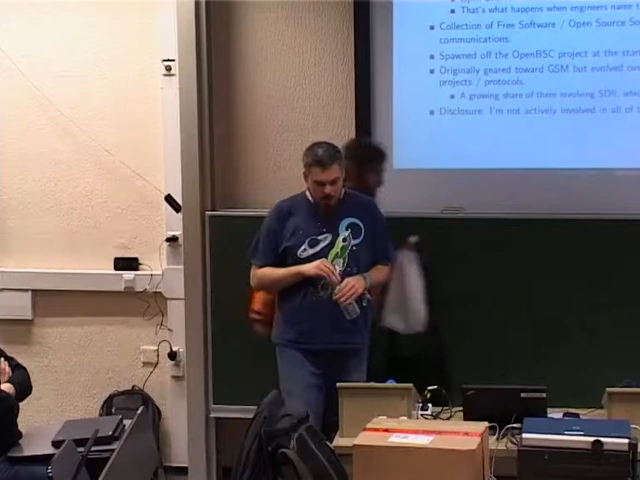 That's what happens when engineers name t
Collection of Free Software / Open Source So
communications.
Spawned off the OpenBSC project at the star
Originally geared toward GSM but evolved ove
projects / protocols.
A growing share of them involving SDR, whi
Disclosure: I'm not actively involved in all of t